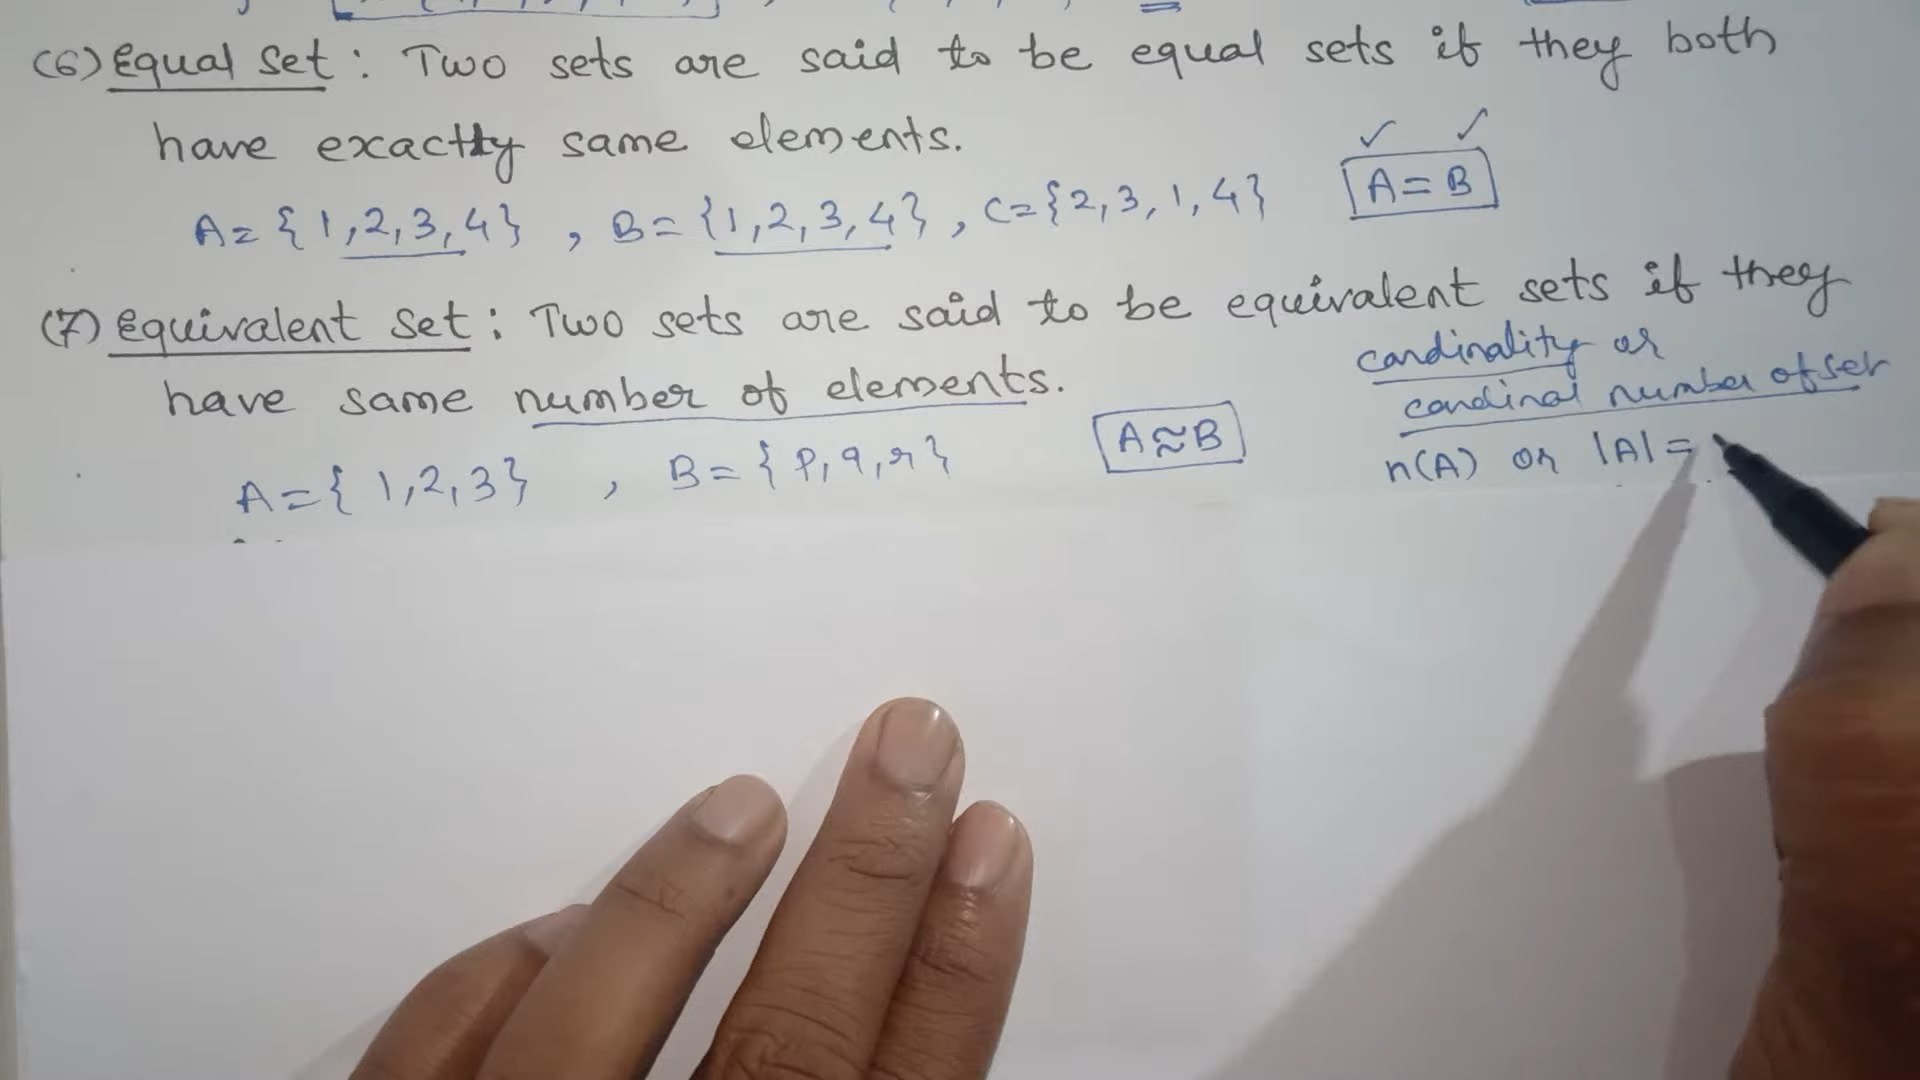 (6) Equal Set : Two sets are said to be equal sets if they both
have exactly same elements.
A = { 1,2,3,4} , B = {1,2,3,4} , C={2,3,1,4} A = B
(7) Equivalent Set : Two sets are said to be equivalent sets if they
have same number of elements.
cardinality or
cardinal number of set
A = { 1,2,3} , B = { p,q,r} A ≈ B
n(A) or |A| =